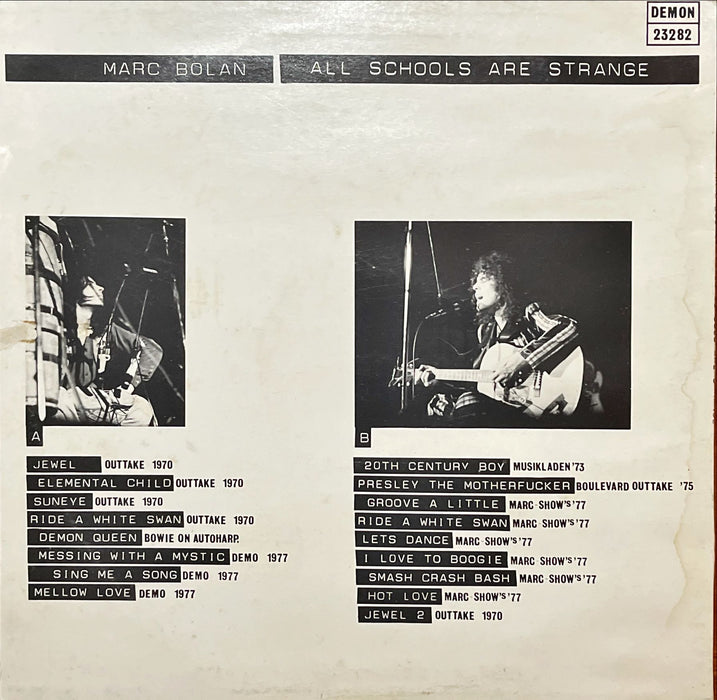 DEMON
23282
MARC BOLAN ALL SCHOOLS ARE STRANGE
A
JEWEL OUTTAKE 1970
ELEMENTAL CHILD OUTTAKE 1970
SUNEYE OUTTAKE 1970
RIDE A WHITE SWAN OUTTAKE 1970
DEMON QUEEN BOWIE ON AUTOHARP.
MESSING WITH A MYSTIC DEMO 1977
SING ME A SONG DEMO 1977
MELLOW LOVE DEMO 1977
B
20TH CENTURY BOY MUSIKLADEN '73
PRESLEY THE MOTHERFUCKER BOULEVARD OUTTAKE '75
GROOVE A LITTLE MARC SHOW'S '77
RIDE A WHITE SWAN MARC SHOW'S '77
LETS DANCE MARC SHOW'S '77
I LOVE TO BOOGIE MARC SHOW'S '77
SMASH CRASH BASH MARC SHOW'S '77
HOT LOVE MARC SHOW'S '77
JEWEL 2 OUTTAKE 1970